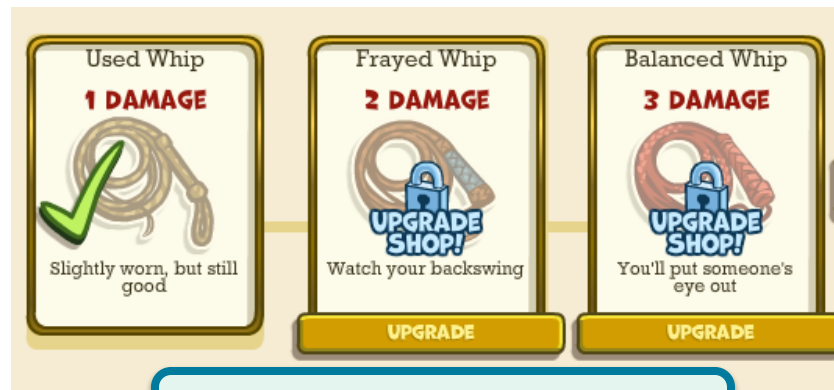 Used Whip
1 DAMAGE
Slightly worn, but still
good
Frayed Whip
2 DAMAGE
UPGRADE
SHOP!
Watch your backswing
UPGRADE
Balanced Whip
3 DAMAGE
UPGRADE
SHOP!
You'll put someone's
eye out
UPGRADE